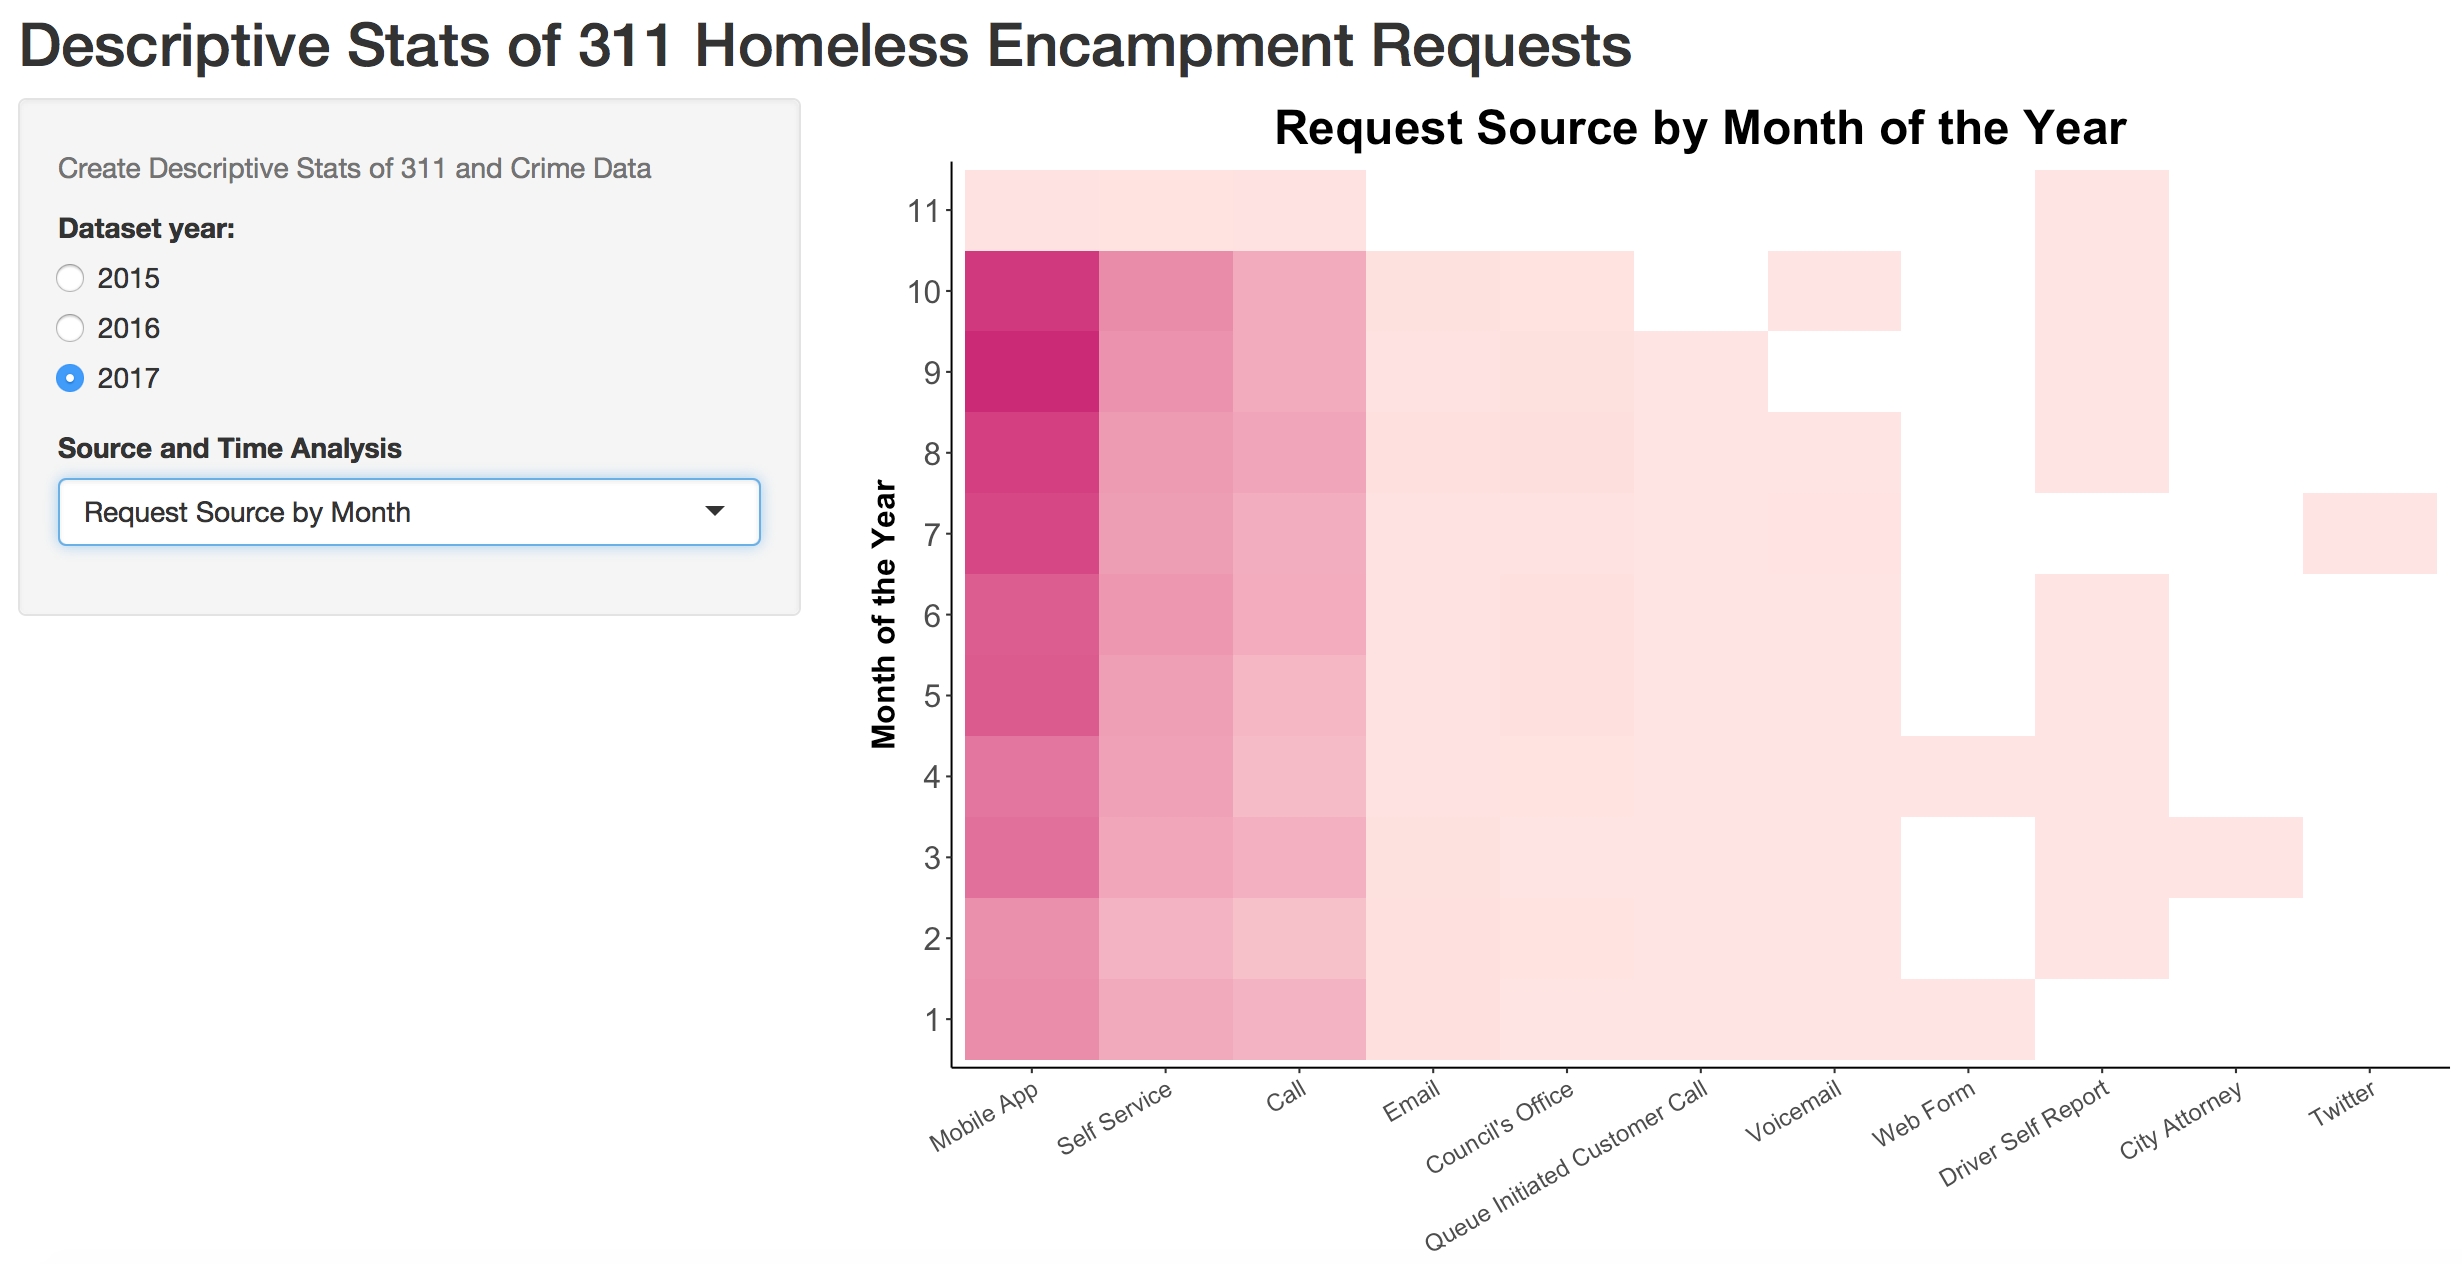 Descriptive Stats of 311 Homeless Encampment Requests
Create Descriptive Stats of 311 and Crime Data
Dataset year:
2015
2016
2017
Source and Time Analysis
Request Source by Month
Request Source by Month of the Year
Month of the Year
11
10
9
8
7
6
5
4
3
2
1
Mobile App
Self Service
Call
Email
Council's Office
Queue Initiated Customer Call
Voicemail
Web Form
Driver Self Report
City Attorney
Twitter